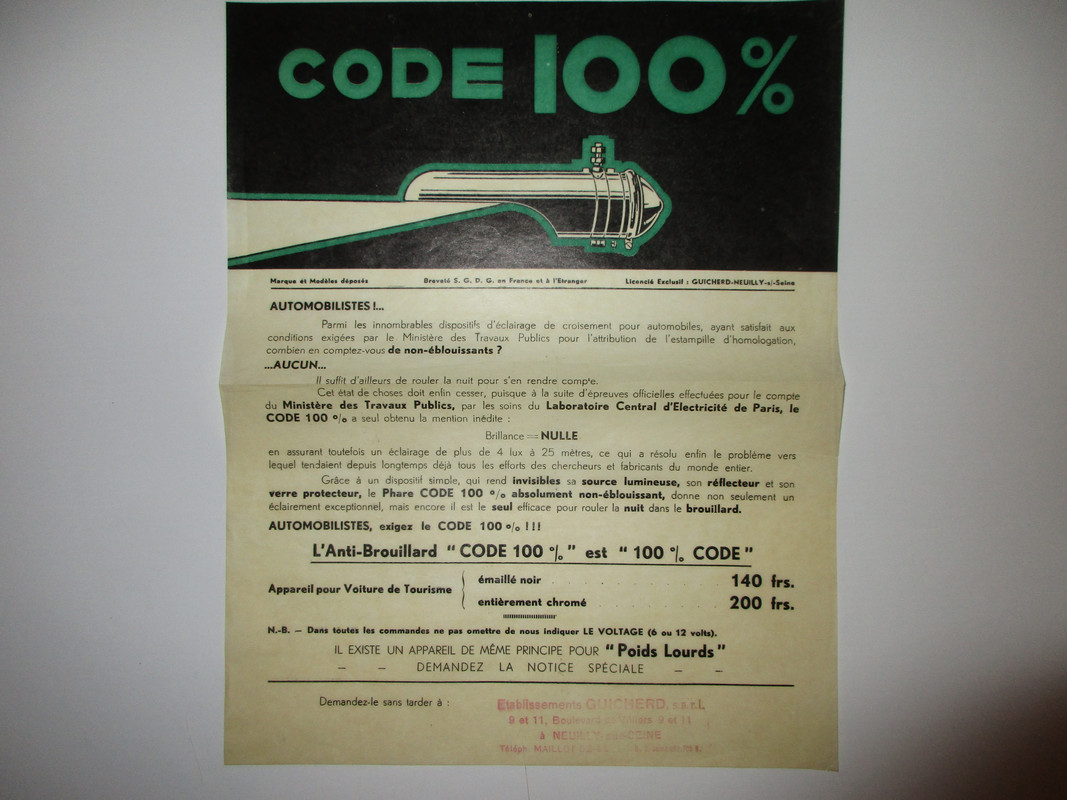 CODE 100%
Marque et Modèles déposés Breveté S. G. D. G. en France et à l'Etranger Licencié Exclusif : GUICHERD-NEUILLY-s/-Seine
AUTOMOBILISTES !...
Parmi les innombrables dispositifs d'éclairage de croisement pour automobiles, ayant satisfait aux
conditions exigées par le Ministère des Travaux Publics pour l'attribution de l'estampille d'homologation,
combien en comptez-vous de non-éblouissants ?
...AUCUN...
Il suffit d'ailleurs de rouler la nuit pour s'en rendre compte.
Cet état de choses doit enfin cesser, puisque à la suite d'épreuves officielles effectuées pour le compte
du Ministère des Travaux Publics, par les soins du Laboratoire Central d'Electricité de Paris, le
CODE 100 % a seul obtenu la mention inédite :
Brillance = NULLE
en assurant toutefois un éclairage de plus de 4 lux à 25 mètres, ce qui a résolu enfin le problème vers
lequel tendaient depuis longtemps déjà tous les efforts des chercheurs et fabricants du monde entier.
Grâce à un dispositif simple, qui rend invisibles sa source lumineuse, son réflecteur et son
verre protecteur, le Phare CODE 100 % absolument non-éblouissant, donne non seulement un
éclairement exceptionnel, mais encore il est le seul efficace pour rouler la nuit dans le brouillard.
AUTOMOBILISTES, exigez le CODE 100 % !!!
L'Anti-Brouillard "CODE 100 %" est "100 % CODE"
Appareil pour Voiture de Tourisme
émaillé noir . . . . . . . 140 frs.
entièrement chromé . . . . . 200 frs.
N.-B. — Dans toutes les commandes ne pas omettre de nous indiquer LE VOLTAGE (6 ou 12 volts).
IL EXISTE UN APPAREIL DE MÊME PRINCIPE POUR "Poids Lourds"
— — DEMANDEZ LA NOTICE SPÉCIALE — —
Demandez-le sans tarder à :
Etablissements GUICHERD, s.a.r.l.
9 et 11, Boulevard 9 et 11
à NEUILLY-sur-SEINE
Téléph. MAILLOT